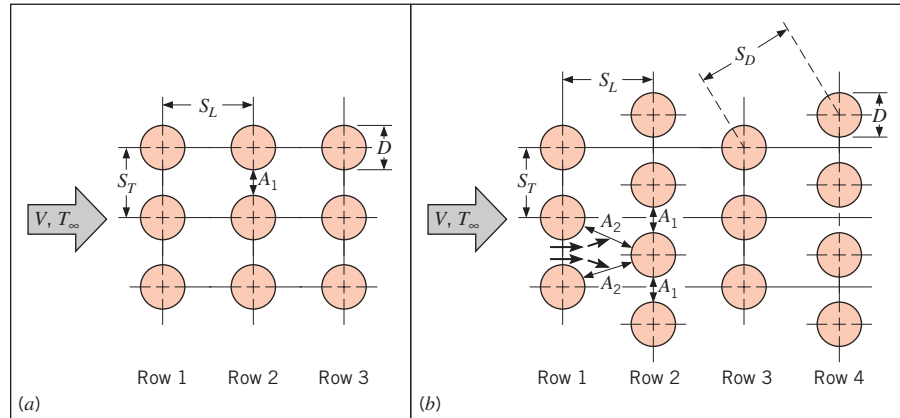 S_L
D
S_T
A_1
V, T_∞
Row 1 Row 2 Row 3
(a)
S_D
S_L
D
S_T
A_2
A_1
V, T_∞
A_2
A_1
Row 1 Row 2 Row 3 Row 4
(b)